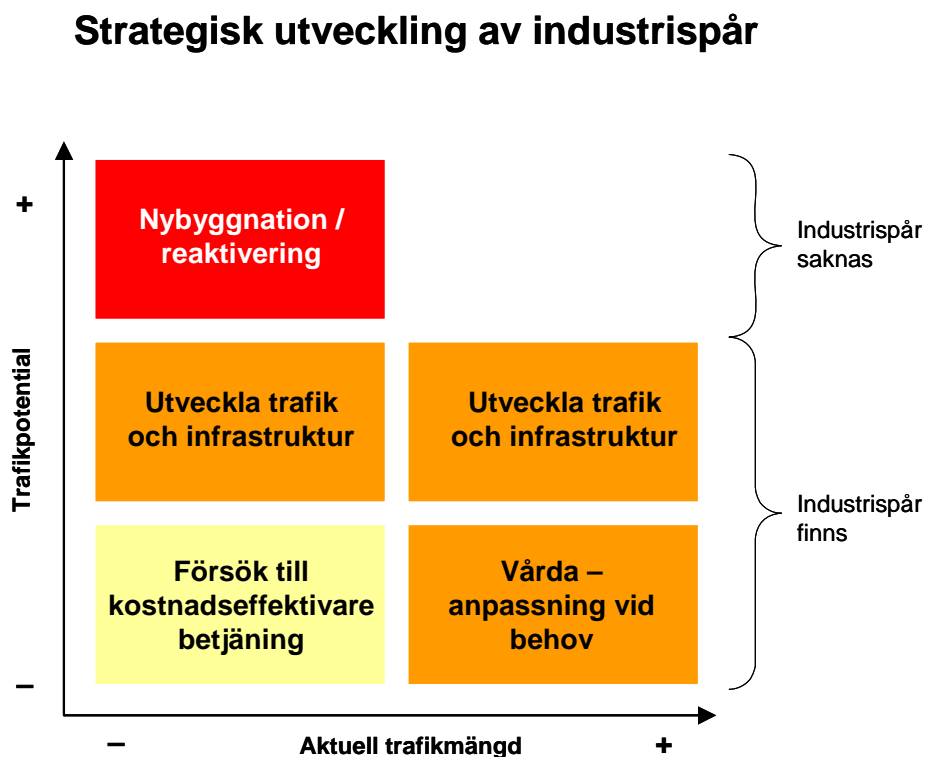 Strategisk utveckling av industrispår
+
Nybyggnation /
reaktivering
Industrispår
saknas
Trafikpotential
Utveckla trafik
och infrastruktur
Utveckla trafik
och infrastruktur
Industrispår
finns
Försök till
kostnadseffektivare
betjäning
Vårda –
anpassning vid
behov
–
–
Aktuell trafikmängd
+